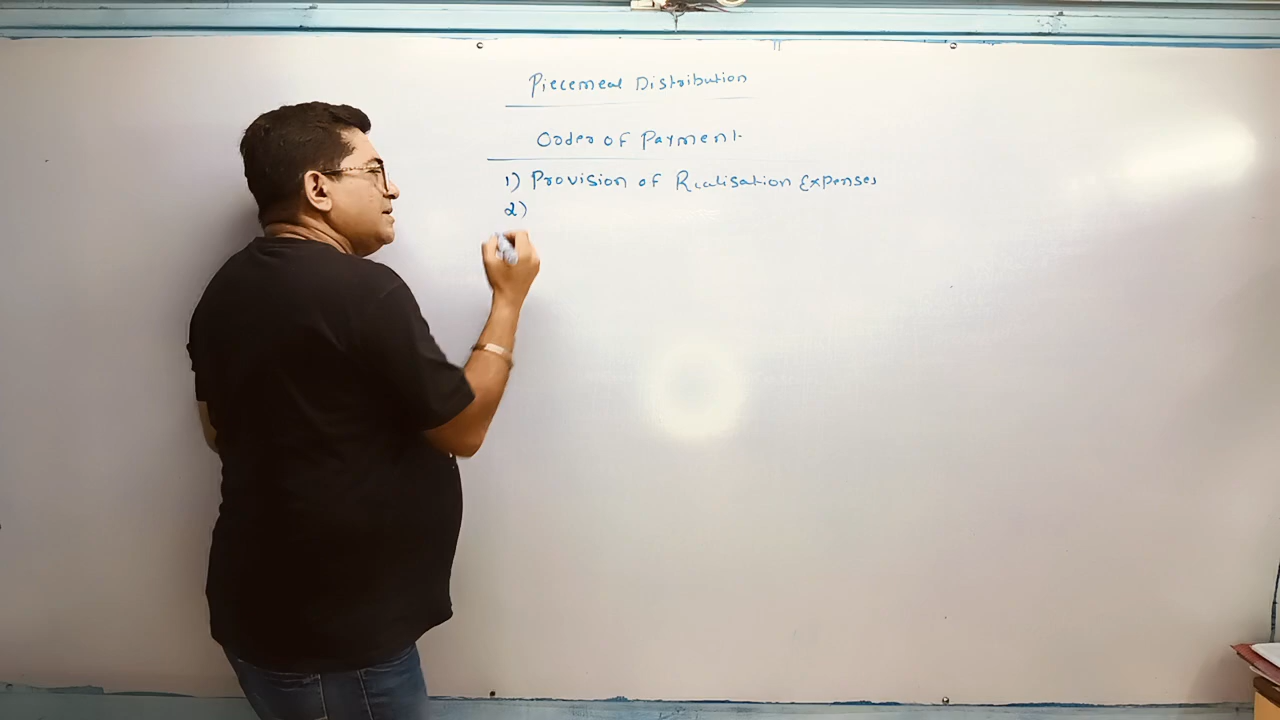 Piecemeal Distribution
Order of Payment
1) Provision of Realisation Expenses
2)